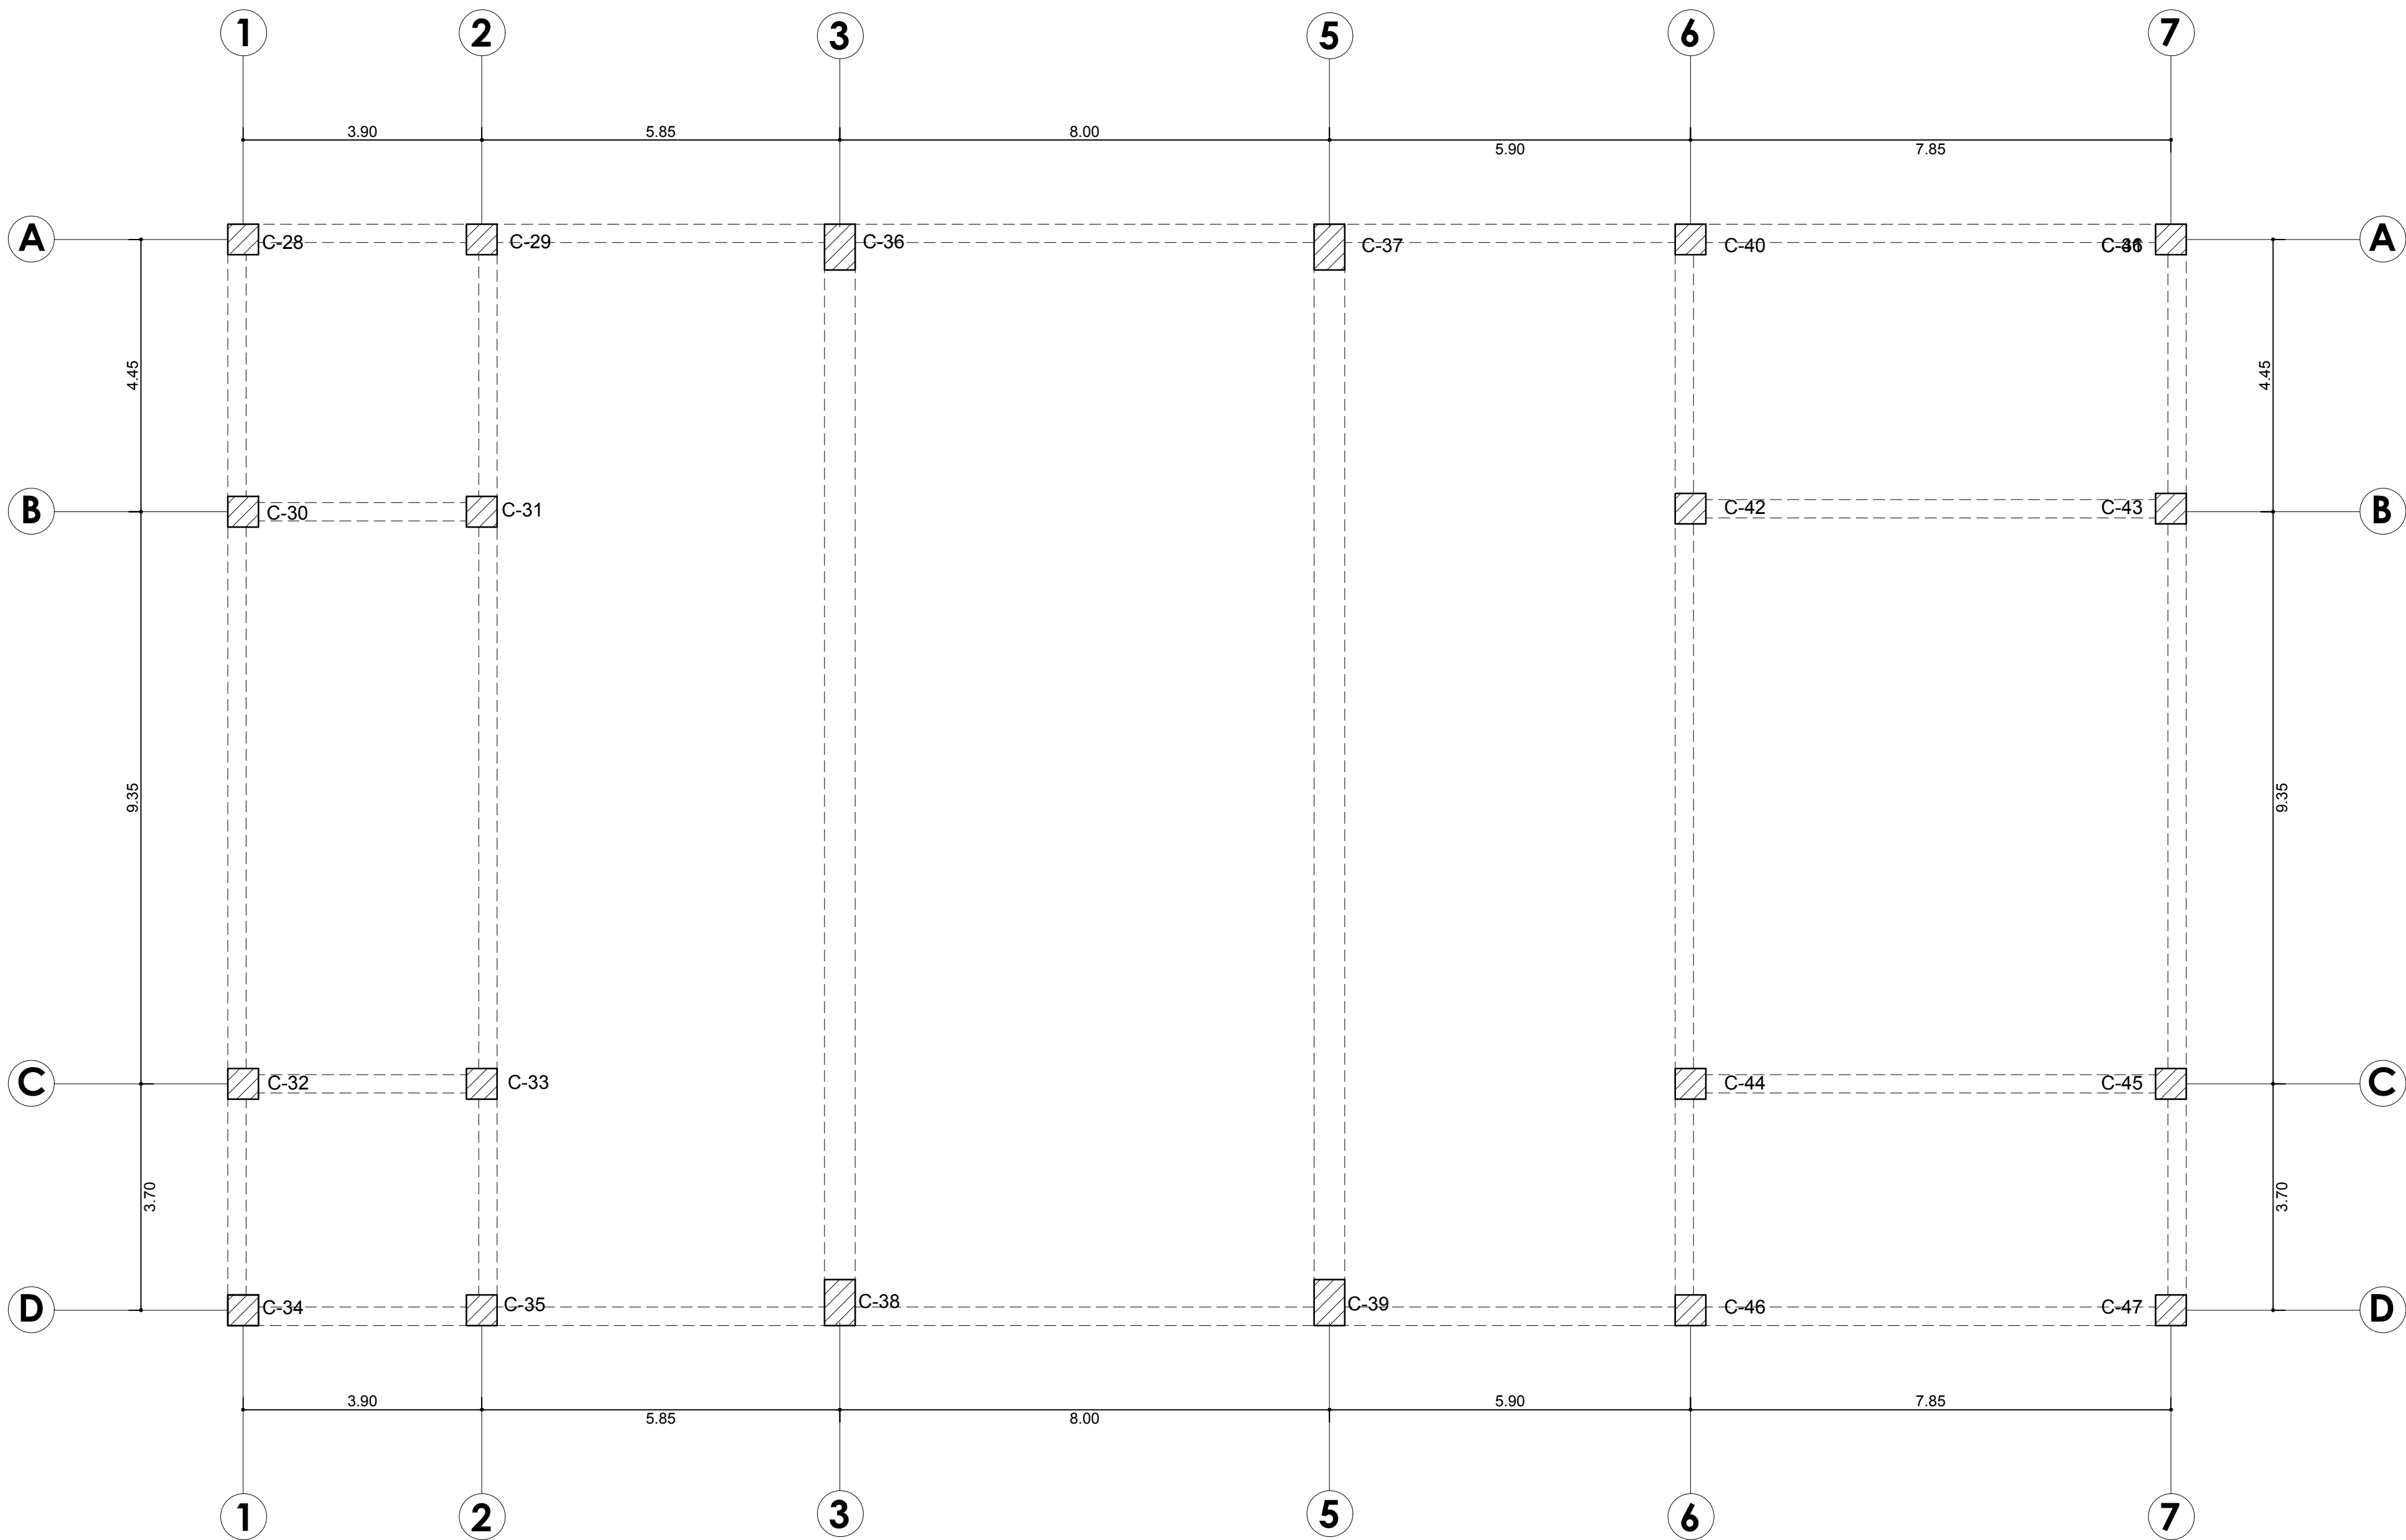 1 2 3 5 6 7
3.90 5.85 8.00 5.90 7.85
A C-28 C-29 C-36 C-37 C-40 A
4.45 4.45
B C-30 C-31 C-42 C-43 B
9.35 9.35
C C-32 C-33 C-44 C-45 C
3.70 3.70
D C-34 C-35 C-38 C-39 C-46 C-47 D
3.90 5.85 8.00 5.90 7.85
1 2 3 5 6 7